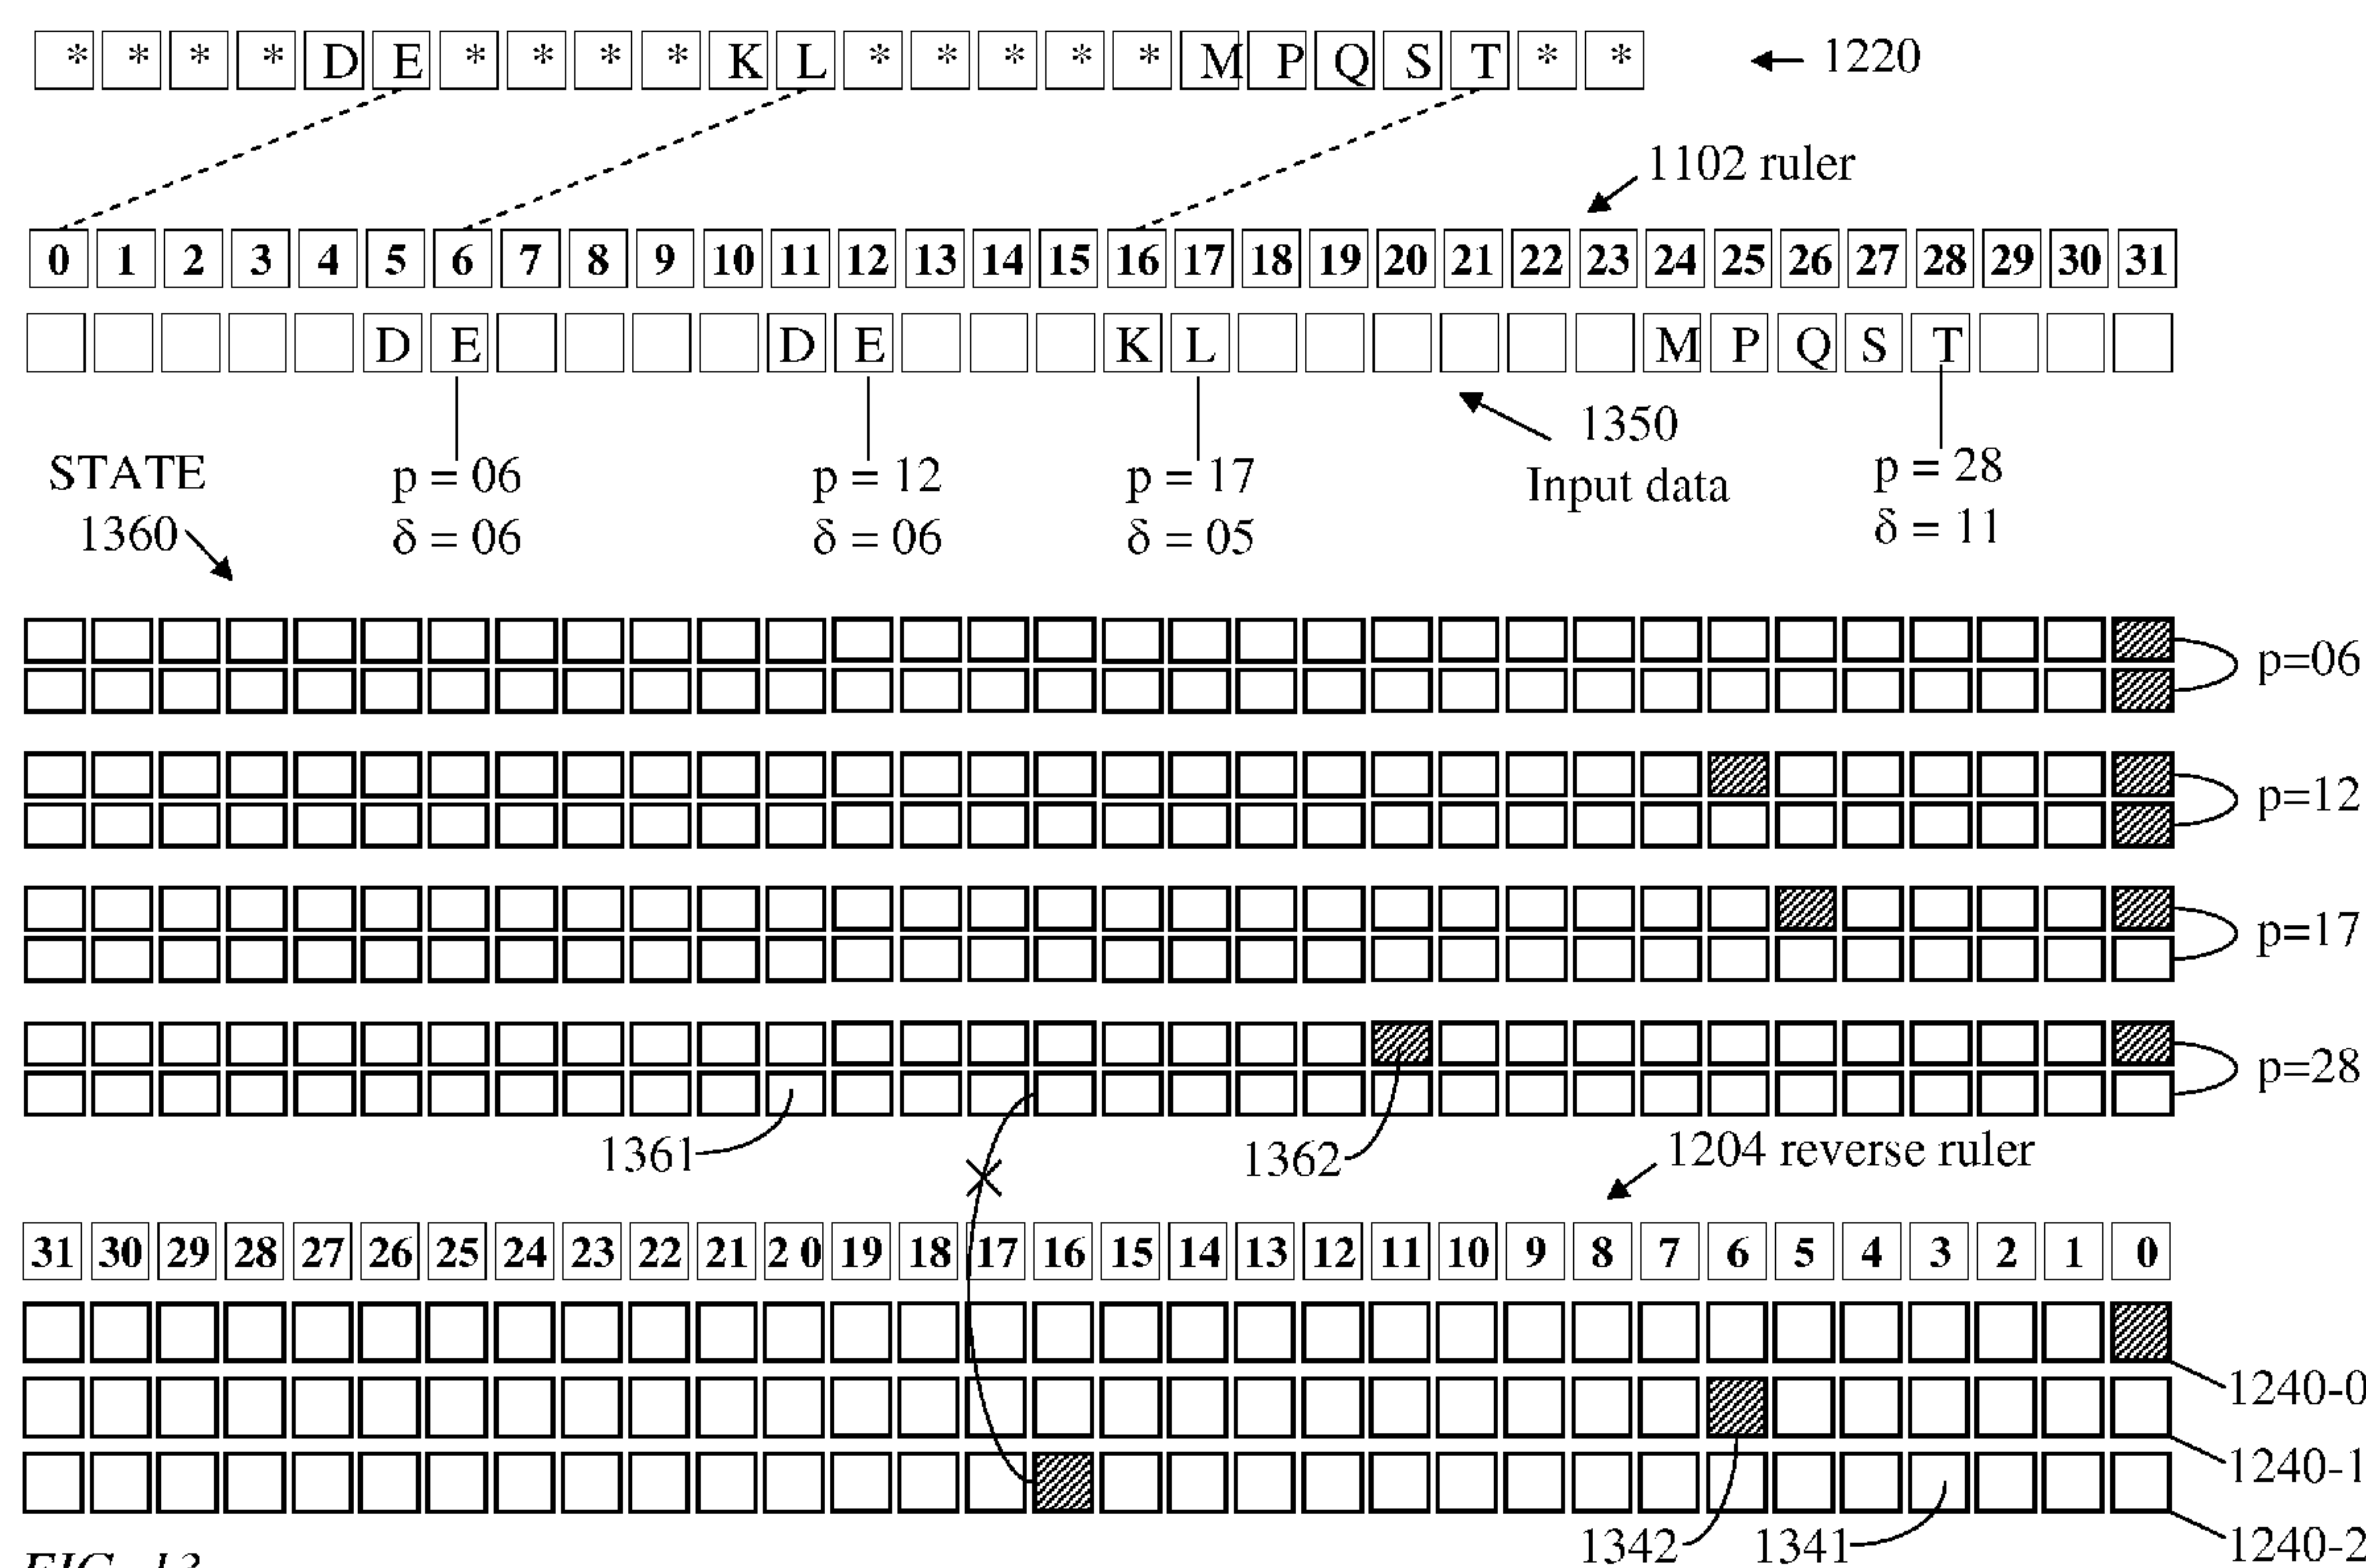 * * * * D E * * * * K L * * * * * M P Q S T * * 1220
1102 ruler
0 1 2 3 4 5 6 7 8 9 10 11 12 13 14 15 16 17 18 19 20 21 22 23 24 25 26 27 28 29 30 31
D E D E K L M P Q S T
STATE
1360
p = 06
δ = 06
p = 12
δ = 06
p = 17
δ = 05
1350
Input data
p = 28
δ = 11
p=06
p=12
p=17
p=28
1361
1362
1204 reverse ruler
31 30 29 28 27 26 25 24 23 22 21 2 0 19 18 17 16 15 14 13 12 11 10 9 8 7 6 5 4 3 2 1 0
1240-0
1240-1
1240-2
1342
1341
FIG. 13